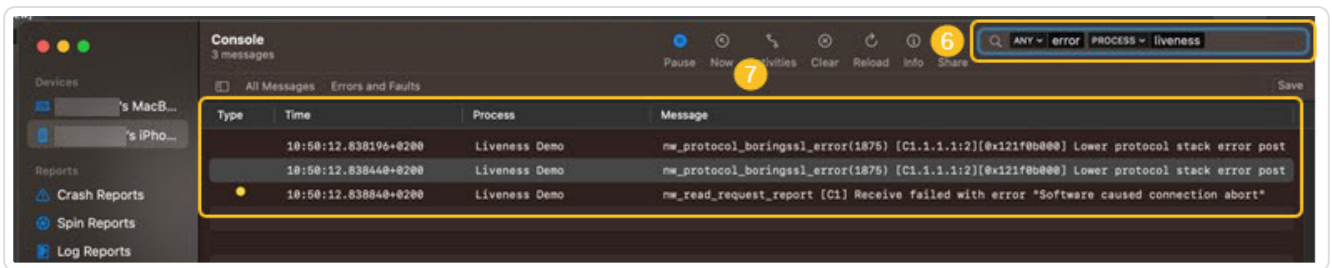 Console
3 messages
Pause Now Activities Clear Reload Info Share
6
ANY error PROCESS liveness
7
Devices
All Messages Errors and Faults Save
's MacB...
's iPho...
Type Time Process Message
10:50:12.838196+0200 Liveness Demo nw_protocol_boringssl_error(1875) [C1.1.1.1:2][0x121f0b000] Lower protocol stack error post
10:50:12.838440+0200 Liveness Demo nw_protocol_boringssl_error(1875) [C1.1.1.1:2][0x121f0b000] Lower protocol stack error post
10:50:12.838840+0200 Liveness Demo nw_read_request_report [C1] Receive failed with error "Software caused connection abort"
Reports
Crash Reports
Spin Reports
Log Reports